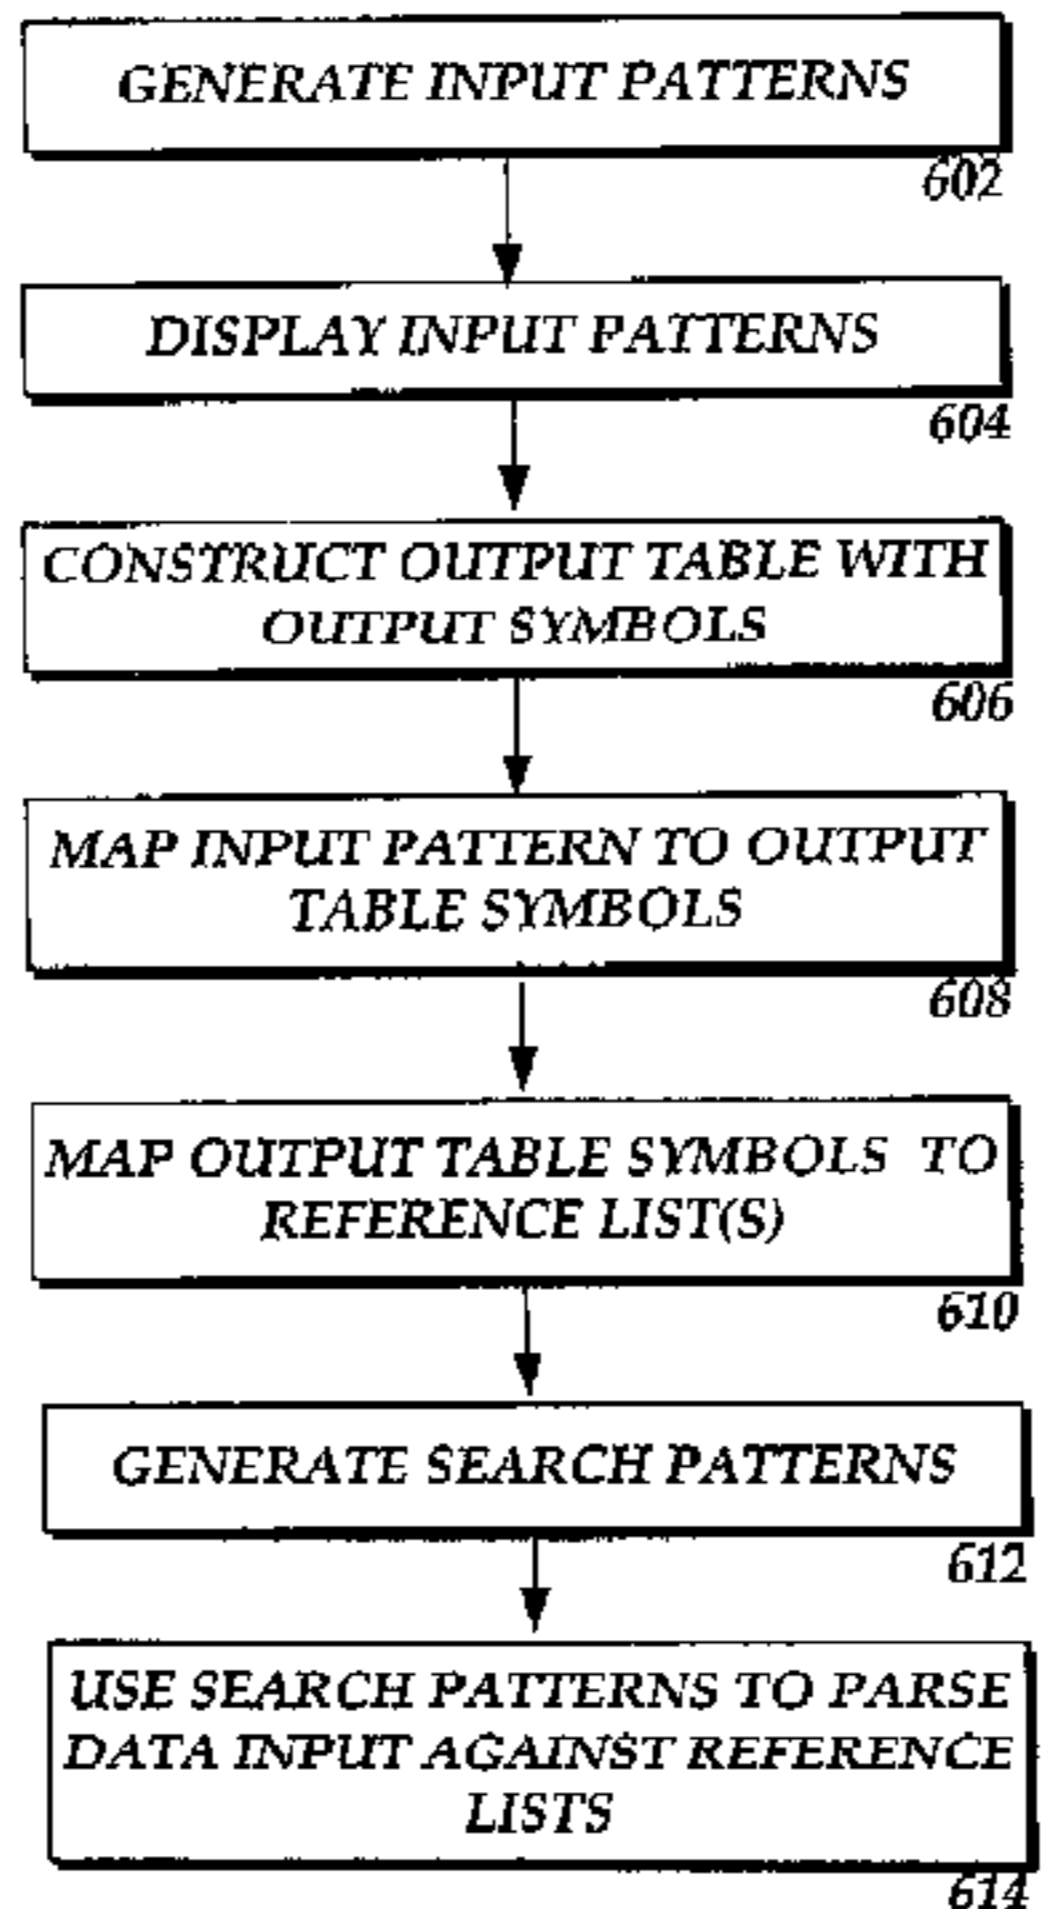 GENERATE INPUT PATTERNS
602
DISPLAY INPUT PATTERNS
604
CONSTRUCT OUTPUT TABLE WITH
OUTPUT SYMBOLS
606
MAP INPUT PATTERN TO OUTPUT
TABLE SYMBOLS
608
MAP OUTPUT TABLE SYMBOLS TO
REFERENCE LIST(S)
610
GENERATE SEARCH PATTERNS
612
USE SEARCH PATTERNS TO PARSE
DATA INPUT AGAINST REFERENCE
LISTS
614